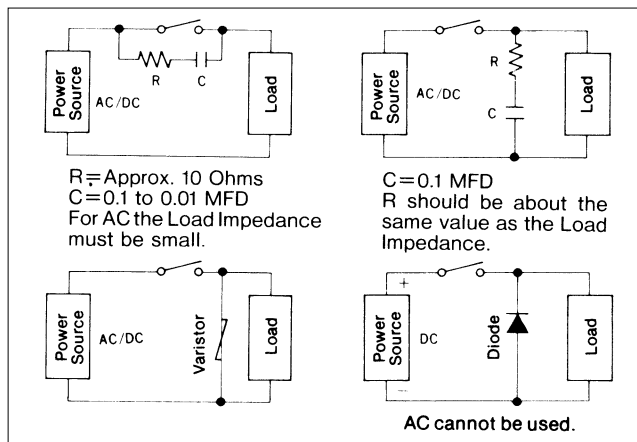 Power Source
AC/DC
R
C
Load
R≒Approx. 10 Ohms
C=0.1 to 0.01 MFD
For AC the Load Impedance
must be small.
Power Source
AC/DC
R
C
Load
C=0.1 MFD
R should be about the
same value as the Load
Impedance.
Power Source
AC/DC
Varistor
Load
Power Source
+
−
DC
Diode
Load
AC cannot be used.